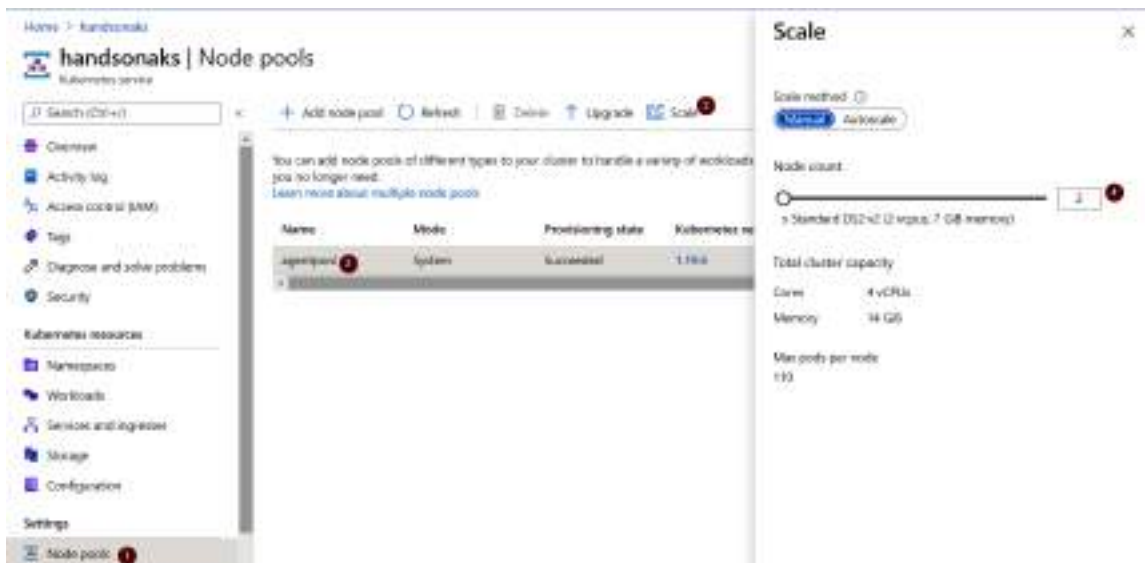 Home > handsonaks
handsonaks | Node pools
Kubernetes service
Search (Ctrl+/)
Overview
Activity log
Access control (IAM)
Tags
Diagnose and solve problems
Security
Kubernetes resources
Namespaces
Workloads
Services and ingresses
Storage
Configuration
Settings
Node pools 1
+ Add node pool Refresh Delete Upgrade Scale 3
You can add node pools of different types to your cluster to handle a variety of workloads
you no longer need.
Learn more about multiple node pools
Name Mode Provisioning state Kubernetes
agentpool 2 System Succeeded
Scale ×
Scale method
Manual Autoscale
Node count
2 4
x Standard DS2 v2 (2 vcpus, 7 GiB memory)
Total cluster capacity
Cores 4 vCPUs
Memory 14 GiB
Max pods per node
110